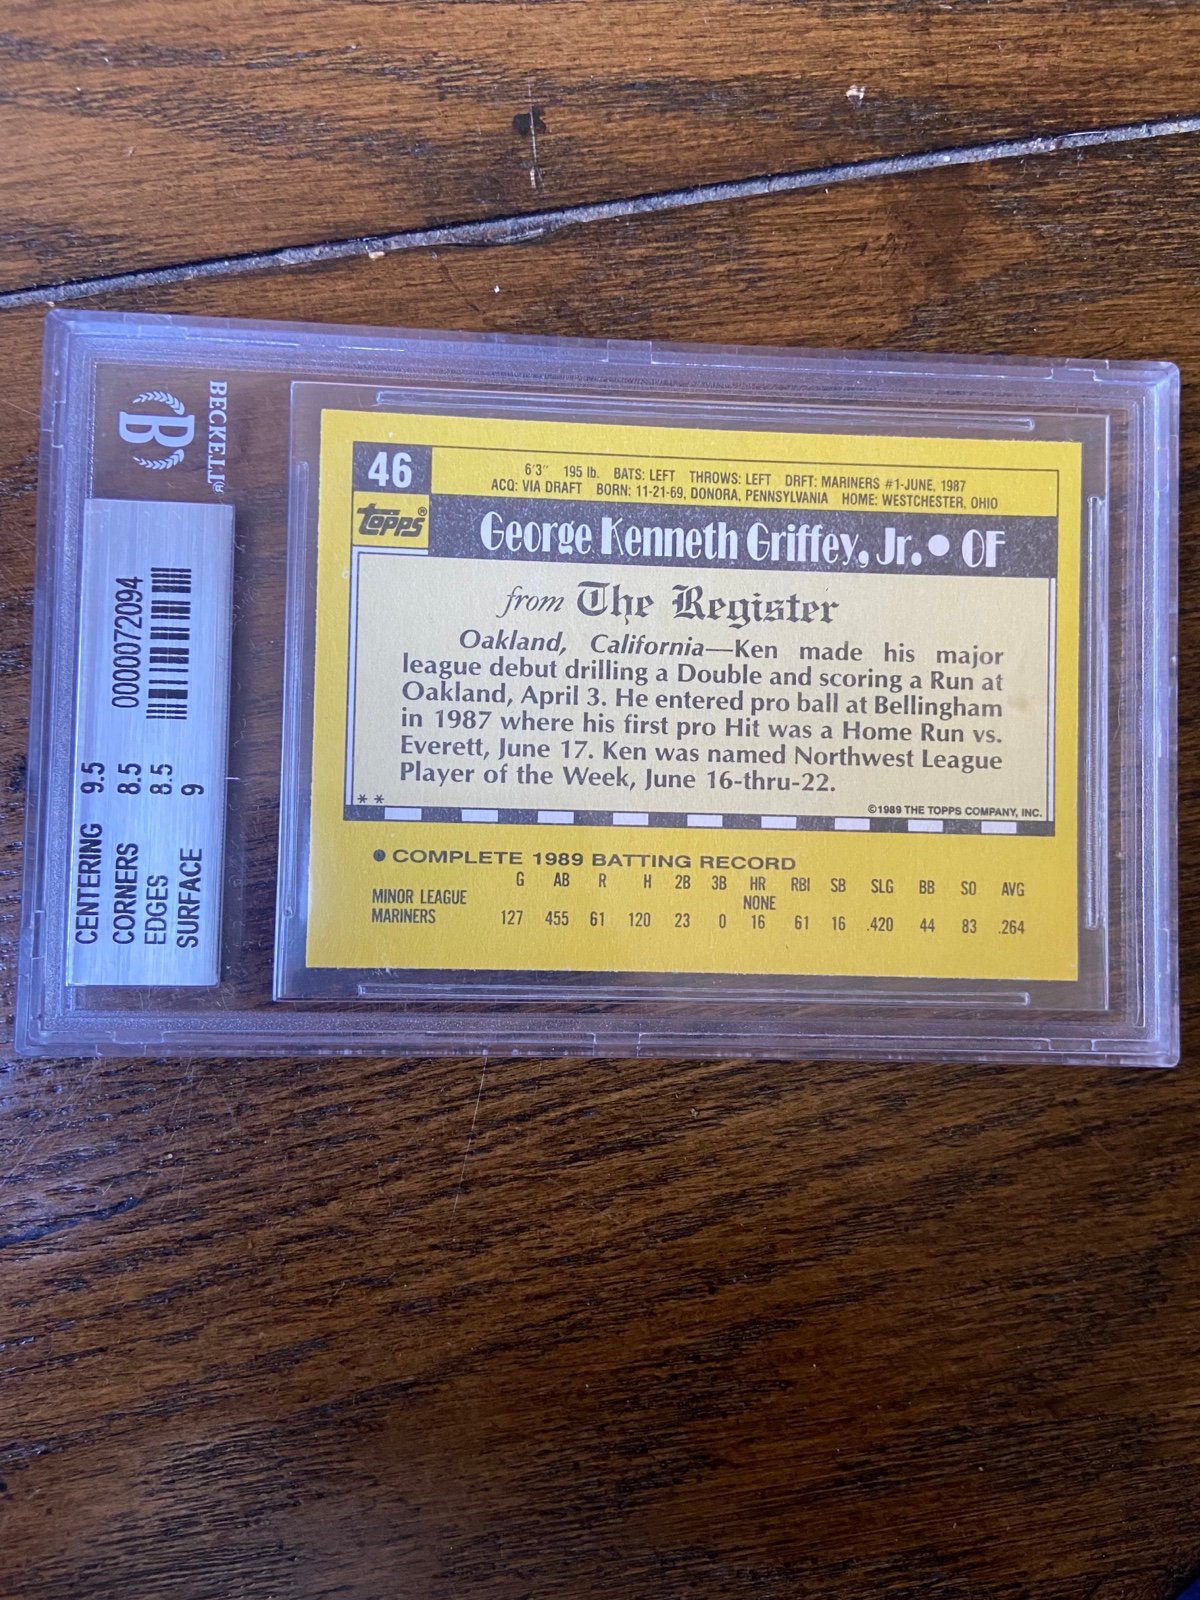 BECKETT®
B
0000072094
CENTERING 9.5
CORNERS 8.5
EDGES 8.5
SURFACE 9
46
topps®
6'3" 195 lb. BATS: LEFT THROWS: LEFT DRFT: MARINERS #1-JUNE, 1987
ACQ: VIA DRAFT BORN: 11-21-69, DONORA, PENNSYLVANIA HOME: WESTCHESTER, OHIO
George Kenneth Griffey, Jr. • OF
from The Register
Oakland, California—Ken made his major
league debut drilling a Double and scoring a Run at
Oakland, April 3. He entered pro ball at Bellingham
in 1987 where his first pro Hit was a Home Run vs.
Everett, June 17. Ken was named Northwest League
Player of the Week, June 16-thru-22.
** ©1989 THE TOPPS COMPANY, INC.
● COMPLETE 1989 BATTING RECORD
G AB R H 2B 3B HR RBI SB SLG BB SO AVG
MINOR LEAGUE NONE
MARINERS 127 455 61 120 23 0 16 61 16 .420 44 83 .264